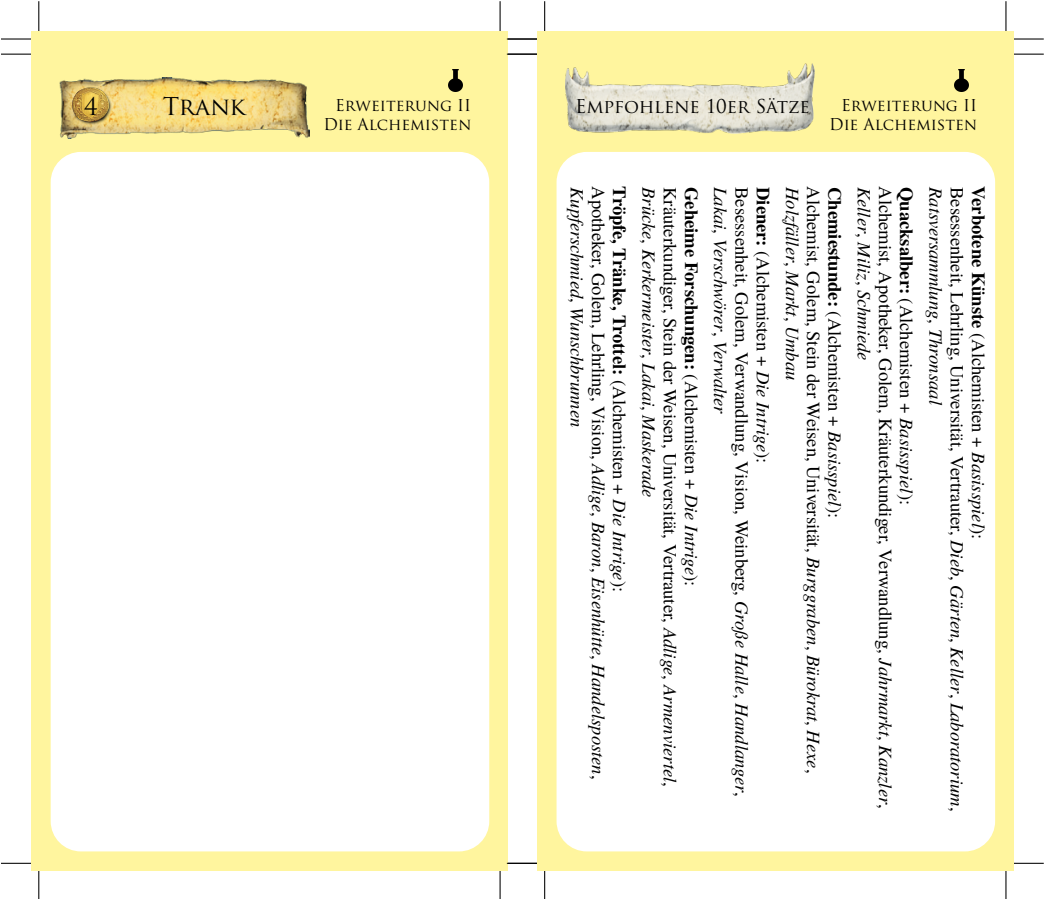 4
TRANK
ERWEITERUNG II
DIE ALCHEMISTEN
EMPFOHLENE 10ER SÄTZE
ERWEITERUNG II
DIE ALCHEMISTEN
Verbotene Künste (Alchemisten + Basisspiel):
Besessenheit, Lehrling, Universität, Vertrauter, Dieb, Gärten, Keller, Laboratorium,
Ratsversammlung, Thronsaal
Quacksalber: (Alchemisten + Basisspiel):
Alchemist, Apotheker, Golem, Kräuterkundiger, Verwandlung, Jahrmarkt, Kanzler,
Keller, Miliz, Schmiede
Chemiestunde: (Alchemisten + Basisspiel):
Alchemist, Golem, Stein der Weisen, Universität, Burggraben, Bürokrat, Hexe,
Holzfäller, Markt, Umbau
Diener: (Alchemisten + Die Intrige):
Besessenheit, Golem, Verwandlung, Vision, Weinberg, Große Halle, Handlanger,
Lakai, Verschwörer, Verwalter
Geheime Forschungen: (Alchemisten + Die Intrige):
Kräuterkundiger, Stein der Weisen, Universität, Vertrauter, Adlige, Armenviertel,
Brücke, Kerkermeister, Lakai, Maskerade
Tröpfe, Tränke, Trottel: (Alchemisten + Die Intrige):
Apotheker, Golem, Lehrling, Vision, Adlige, Baron, Eisenhütte, Handelsposten,
Kupferschmied, Wunschbrunnen